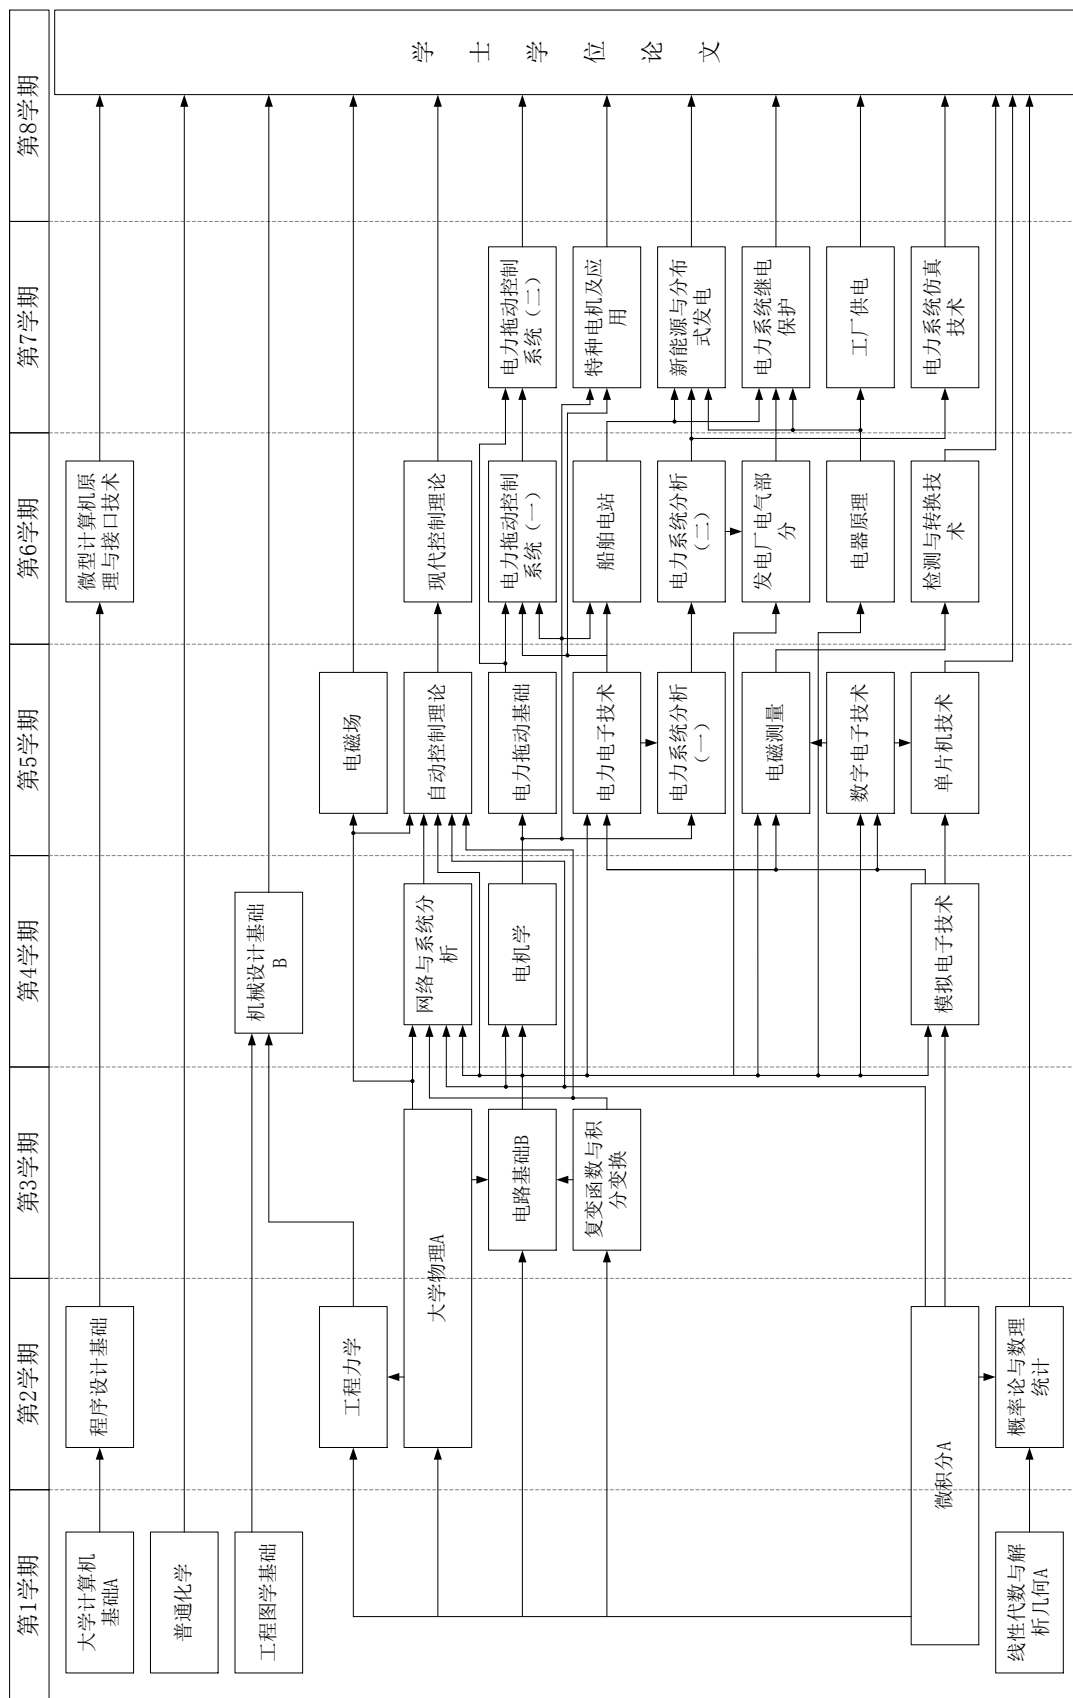 第1学期
第2学期
第3学期
第4学期
第5学期
第6学期
第7学期
第8学期
大学计算机
基础A
程序设计基础
微型计算机原
理与接口技术
普通化学
工程图学基础
机械设计基础
B
工程力学
电磁场
大学物理A
网络与系统分
析
自动控制理论
现代控制理论
电路基础B
电机学
电力拖动基础
电力拖动控制
系统（一）
电力拖动控制
系统（二）
复变函数与积
分变换
电力电子技术
船舶电站
特种电机及应
用
电力系统分析
（一）
电力系统分析
（二）
新能源与分布
式发电
电磁测量
发电厂电气部
分
电力系统继电
保护
数字电子技术
电器原理
工厂供电
微积分A
模拟电子技术
单片机技术
检测与转换技
术
电力系统仿真
技术
线性代数与解
析几何A
概率论与数理
统计
学士学位论文